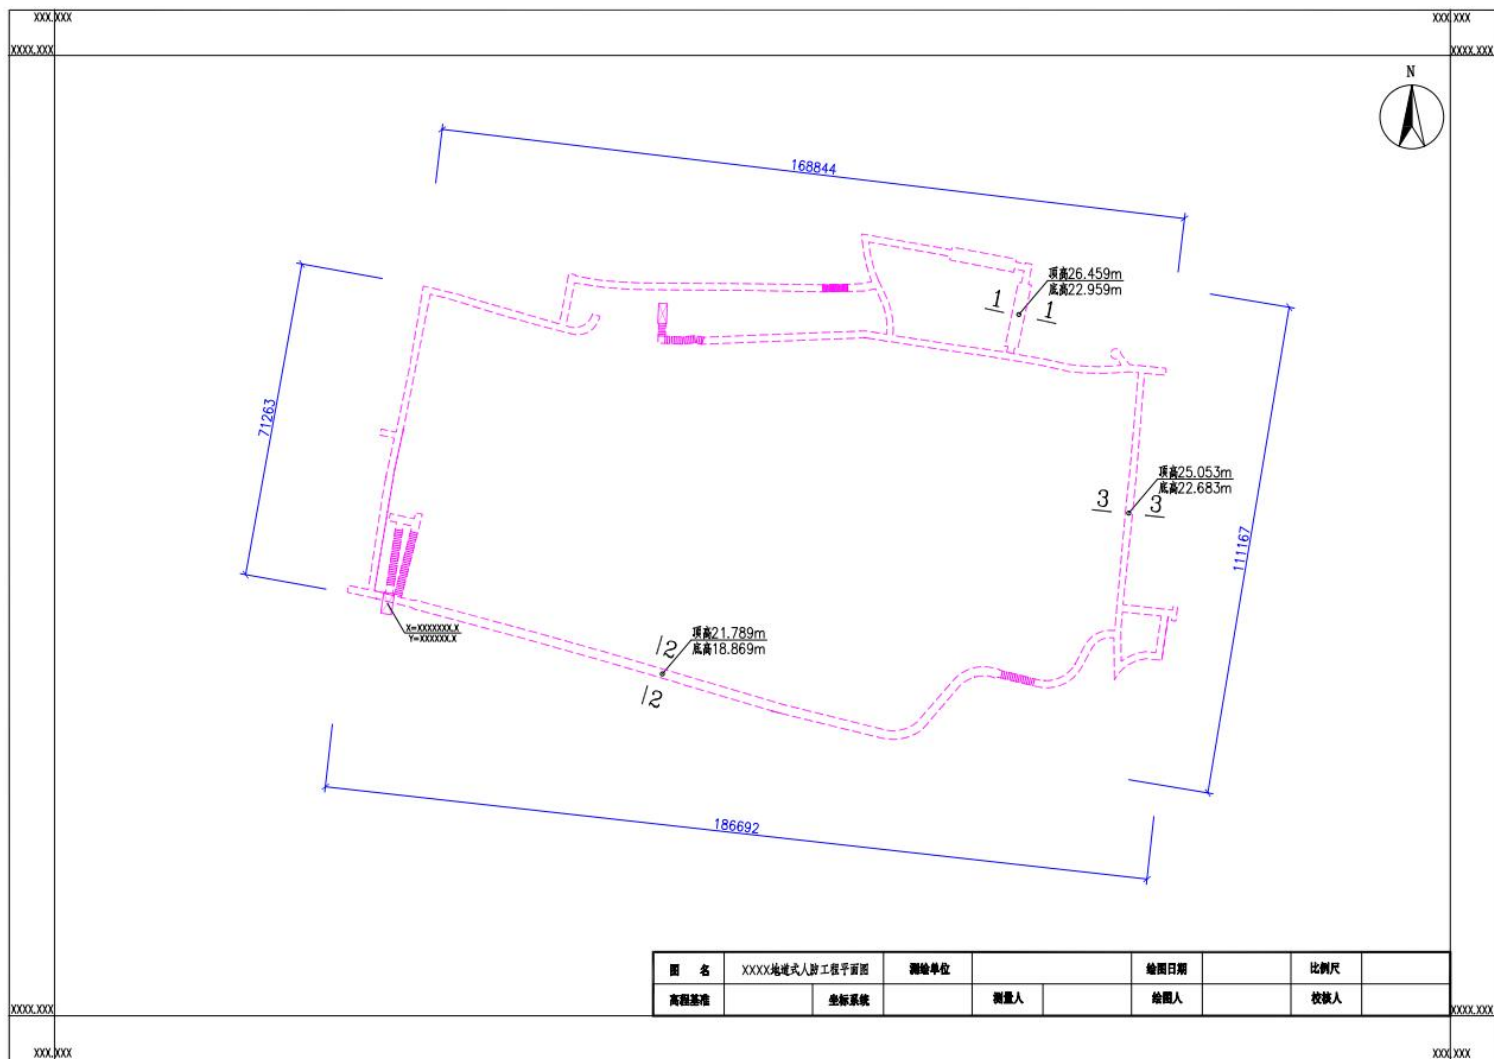 XXX.XXX
XXX.XXX
XXXX.XXX
XXXX.XXX
N
168844
顶高26.459m
底高22.959m
1
1
71263
顶高25.053m
底高22.683m
3
3
111167
X=XXXXXXX.X
Y=XXXXXX.X
顶高21.789m
底高18.869m
2
2
186692
图 名 XXXX地道式人防工程平面图 测绘单位 绘图日期 比例尺
高程基准 坐标系统 测量人 绘图人 校核人
XXXX.XXX
XXXX.XXX
XXX.XXX
XXX.XXX